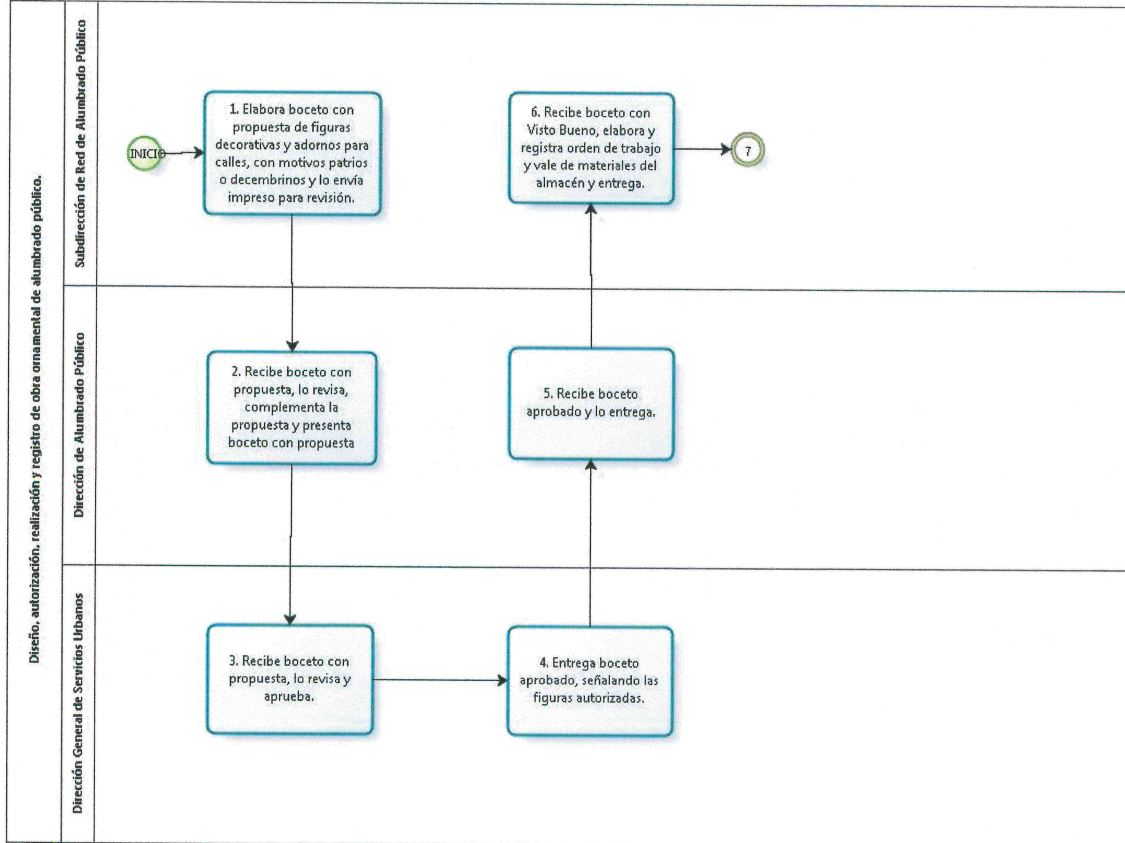 Diseño, autorización, realización y registro de obra ornamental de alumbrado público.
Subdirección de Red de Alumbrado Público
INICIO
1. Elabora boceto con
propuesta de figuras
decorativas y adornos para
calles, con motivos patrios
o decembrinos y lo envía
impreso para revisión.
6. Recibe boceto con
Visto Bueno, elabora y
registra orden de trabajo
y vale de materiales del
almacén y entrega.
7
Dirección de Alumbrado Público
2. Recibe boceto con
propuesta, lo revisa,
complementa la
propuesta y presenta
boceto con propuesta
5. Recibe boceto
aprobado y lo entrega.
Dirección General de Servicios Urbanos
3. Recibe boceto con
propuesta, lo revisa y
aprueba.
4. Entrega boceto
aprobado, señalando las
figuras autorizadas.